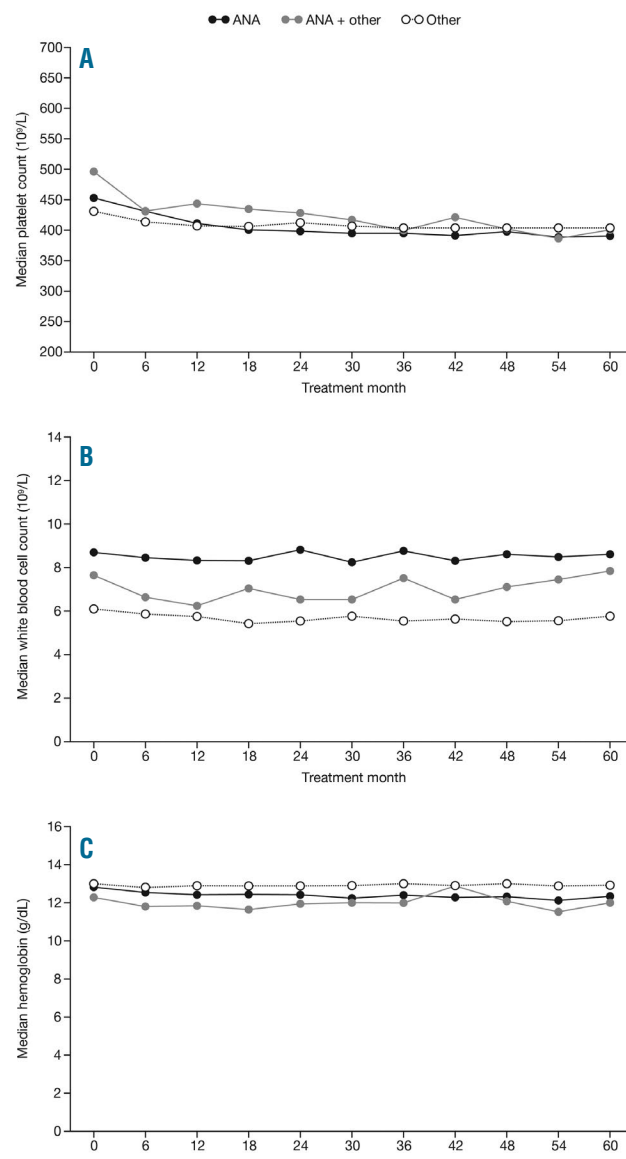 ANA ANA + other Other
A
700
650
600
550
500
450
400
350
300
250
200
Median platelet count (10⁹/L)
0 6 12 18 24 30 36 42 48 54 60
Treatment month
B
14
12
10
8
6
4
2
0
Median white blood cell count (10⁹/L)
0 6 12 18 24 30 36 42 48 54 60
Treatment month
C
16
14
12
10
8
6
4
2
0
Median hemoglobin (g/dL)
0 6 12 18 24 30 36 42 48 54 60